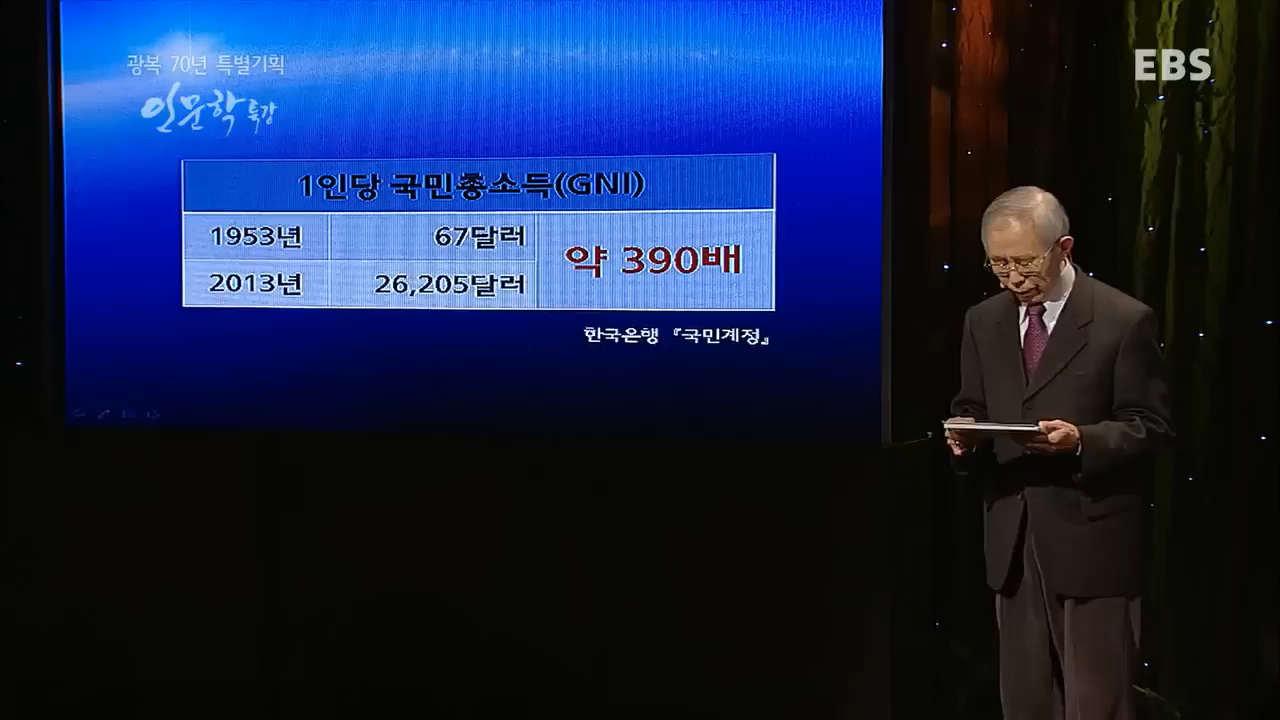 광복 70년 특별기획
인문학특강
EBS
1인당 국민총소득(GNI)
1953년 67달러
약 390배
2013년 26,205달러
한국은행 『국민계정』